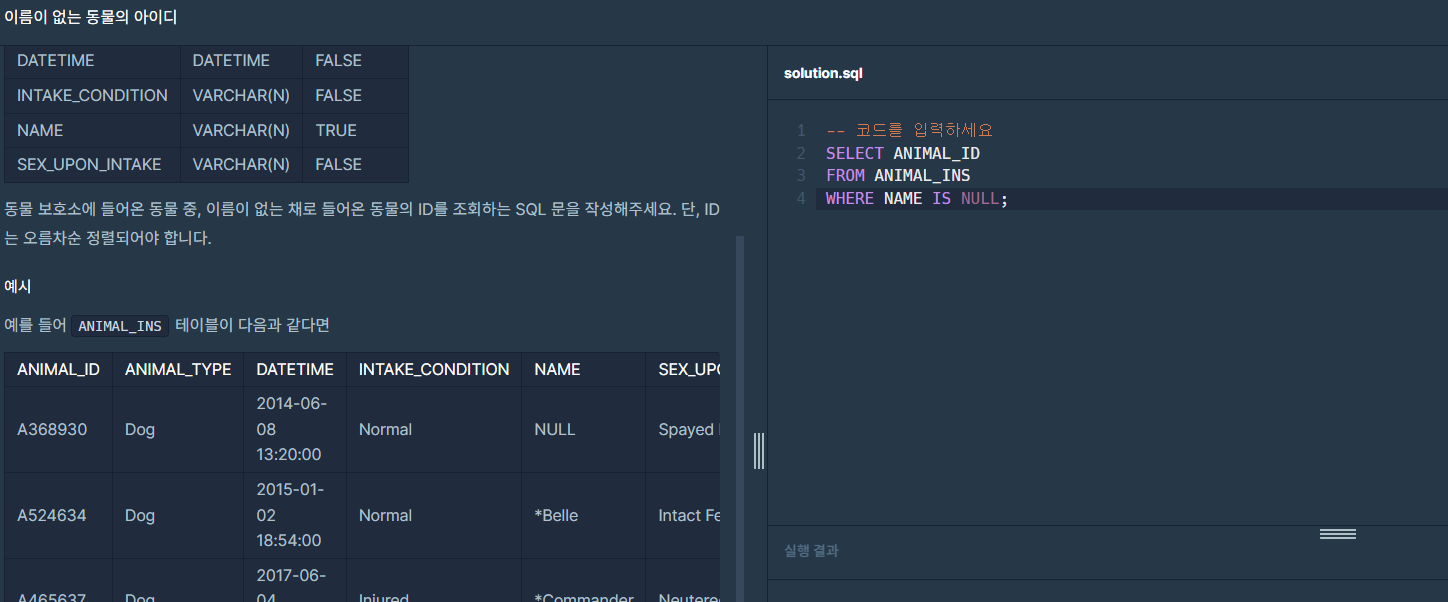 이름이 없는 동물의 아이디
DATETIME DATETIME FALSE
INTAKE_CONDITION VARCHAR(N) FALSE
NAME VARCHAR(N) TRUE
SEX_UPON_INTAKE VARCHAR(N) FALSE
동물 보호소에 들어온 동물 중, 이름이 없는 채로 들어온 동물의 ID를 조회하는 SQL 문을 작성해주세요. 단, ID
는 오름차순 정렬되어야 합니다.
예시
예를 들어 ANIMAL_INS 테이블이 다음과 같다면
ANIMAL_ID ANIMAL_TYPE DATETIME INTAKE_CONDITION NAME SEX_UPO
2014-06-
A368930 Dog 08 Normal NULL Spayed
13:20:00
2015-01-
A524634 Dog 02 Normal *Belle Intact Fe
18:54:00
2017-06-
A465637 Dog 04 Injured *Commander Neutere
solution.sql
1 -- 코드를 입력하세요
2 SELECT ANIMAL_ID
3 FROM ANIMAL_INS
4 WHERE NAME IS NULL;
실행 결과